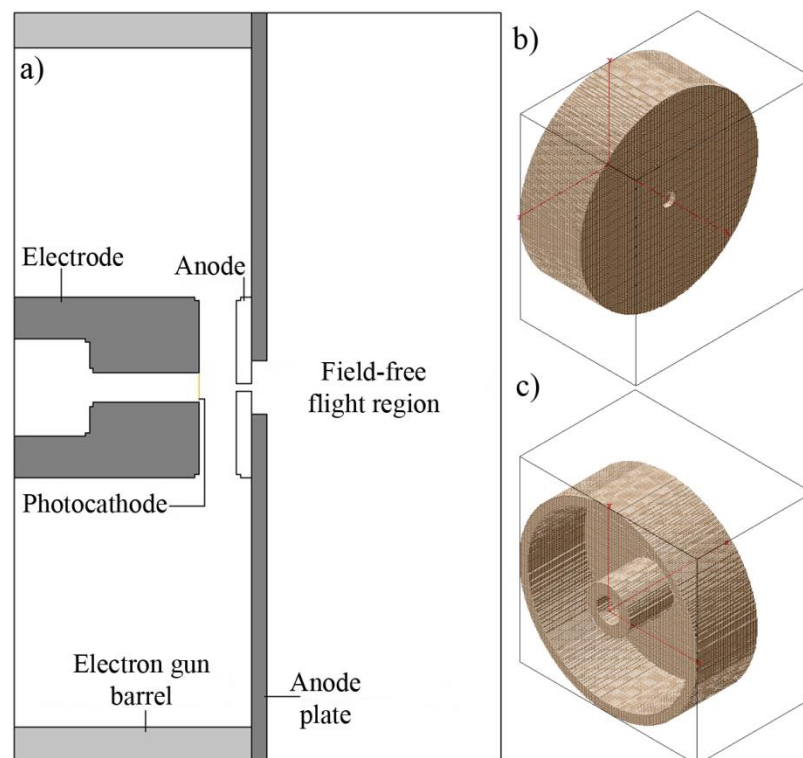 a)
Electrode
Anode
Field-free
flight region
Photocathode
Electron gun
barrel
Anode
plate
b)
c)